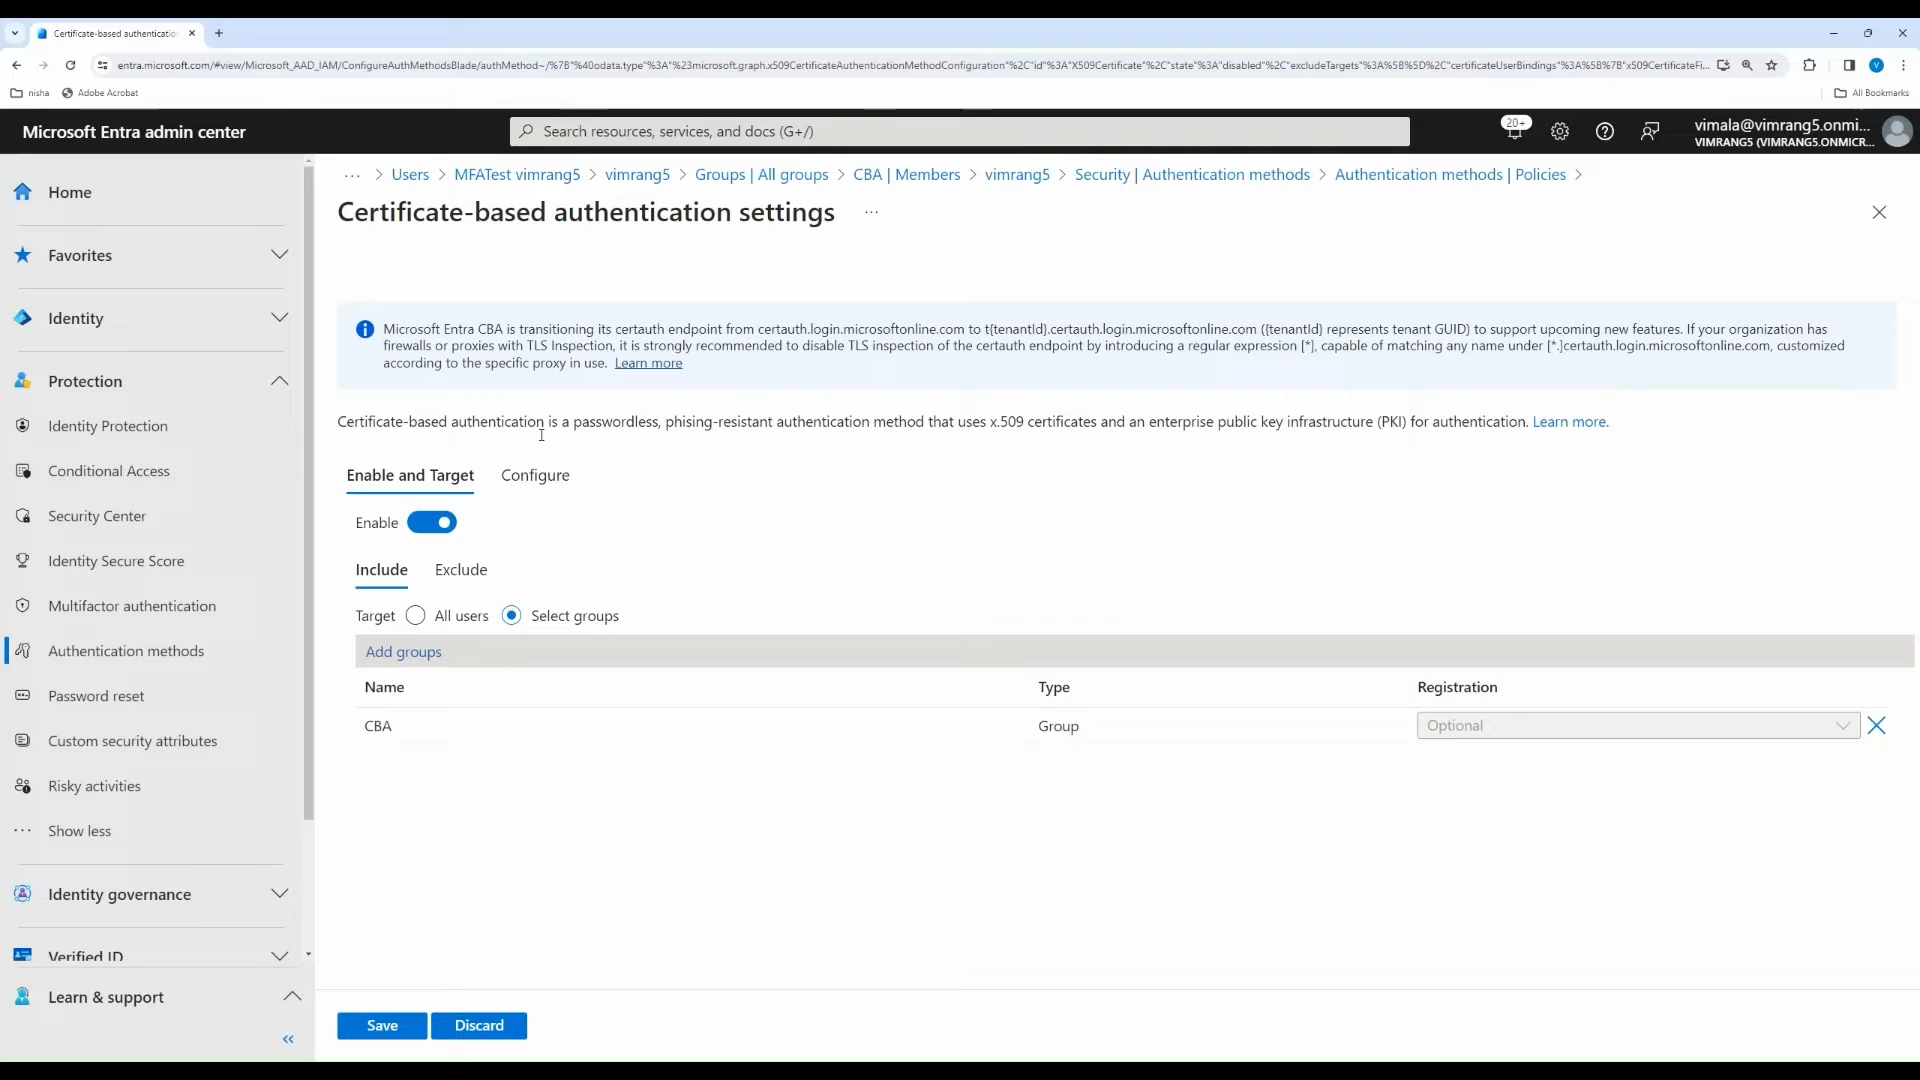 Certificate-based authenticatio
entra.microsoft.com/#view/Microsoft_AAD_IAM/ConfigureAuthMethodsBlade/authMethod~/%7B"%40odata.type"%3A"%23microsoft.graph.x509CertificateAuthenticationMethodConfiguration"%2C"id"%3A"X509Certificate"%2C"state"%3A"disabled"%2C"excludeTargets"%3A%5B%5D%2C"certificateUserBindings"%3A%5B%7B"x509CertificateFi...
nisha
Adobe Acrobat
All Bookmarks
Microsoft Entra admin center
Search resources, services, and docs (G+/)
20+
vimala@vimrang5.onmi...
VIMRANG5 (VIMRANG5.ONMICR...
Home
Favorites
Identity
Protection
Identity Protection
Conditional Access
Security Center
Identity Secure Score
Multifactor authentication
Authentication methods
Password reset
Custom security attributes
Risky activities
Show less
Identity governance
Verified ID
Learn & support
... > Users > MFATest vimrang5 > vimrang5 > Groups | All groups > CBA | Members > vimrang5 > Security | Authentication methods > Authentication methods | Policies >
Certificate-based authentication settings ...
Microsoft Entra CBA is transitioning its certauth endpoint from certauth.login.microsoftonline.com to t{tenantId}.certauth.login.microsoftonline.com ({tenantId} represents tenant GUID) to support upcoming new features. If your organization has
firewalls or proxies with TLS Inspection, it is strongly recommended to disable TLS inspection of the certauth endpoint by introducing a regular expression [*], capable of matching any name under [*.]certauth.login.microsoftonline.com, customized
according to the specific proxy in use. Learn more
Certificate-based authentication is a passwordless, phising-resistant authentication method that uses x.509 certificates and an enterprise public key infrastructure (PKI) for authentication. Learn more.
Enable and Target
Configure
Enable
Include
Exclude
Target
All users
Select groups
Add groups
Name
Type
Registration
CBA
Group
Optional
Save
Discard